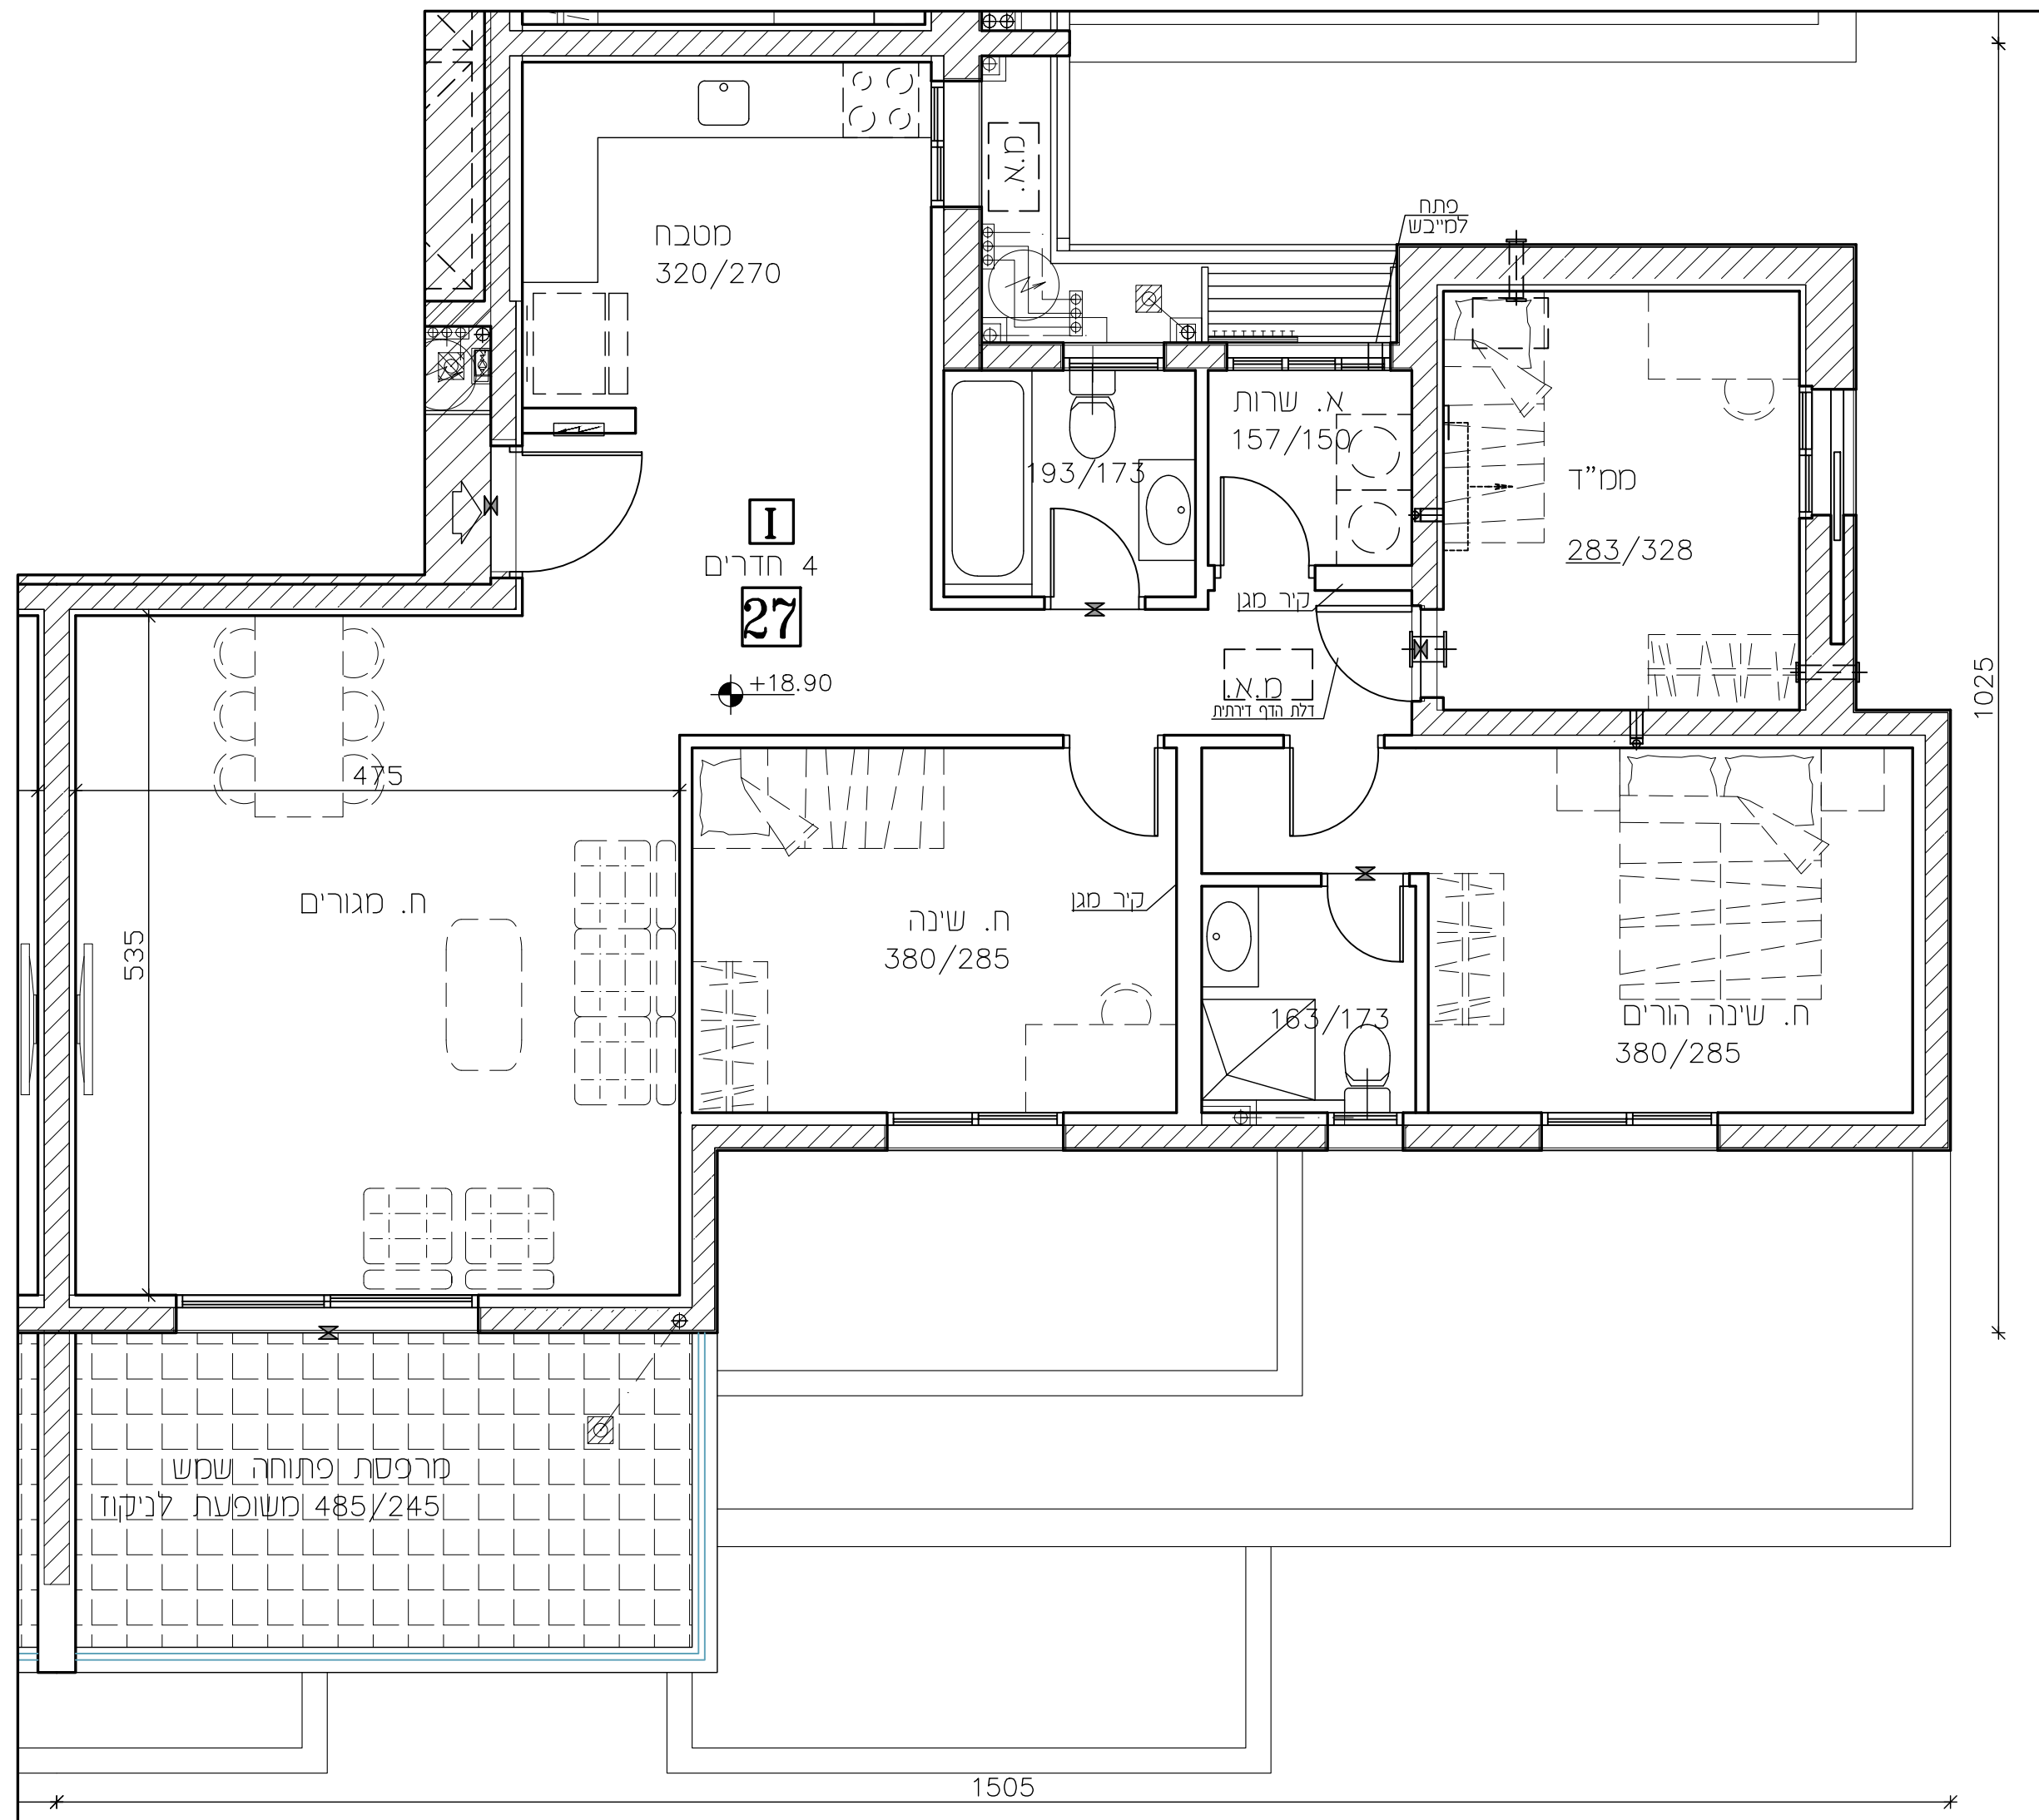 מ.א.
פתח
למייבש
מטבח
320/270
א. שרות
157/150
193/173
ממ"ד
283/328
I
4 חדרים
27
+18.90
קיר מגן
מ.א.
דלת הדף דירתית
1025
475
535
ח. מגורים
ח. שינה
380/285
קיר מגן
163/173
ח. שינה הורים
380/285
מרפסת פתוחה שמש
485/245 משופעת לניקוז
1505